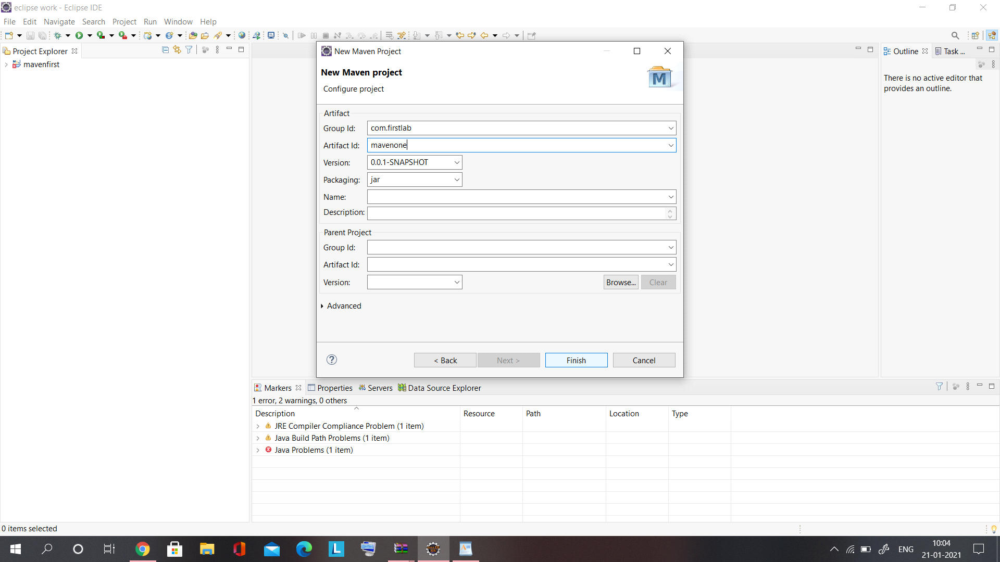 eclipse work - Eclipse IDE
File Edit Navigate Search Project Run Window Help
Project Explorer
mavenfirst
New Maven Project
New Maven project
Configure project
M
Artifact
Group Id: com.firstlab
Artifact Id: mavenone
Version: 0.0.1-SNAPSHOT
Packaging: jar
Name:
Description:
Parent Project
Group Id:
Artifact Id:
Version:
Browse... Clear
Advanced
< Back Next > Finish Cancel
Outline Task ...
There is no active editor that
provides an outline.
Markers Properties Servers Data Source Explorer
1 error, 2 warnings, 0 others
Description Resource Path Location Type
JRE Compiler Compliance Problem (1 item)
Java Build Path Problems (1 item)
Java Problems (1 item)
0 items selected
L
ENG
10:04
21-01-2021